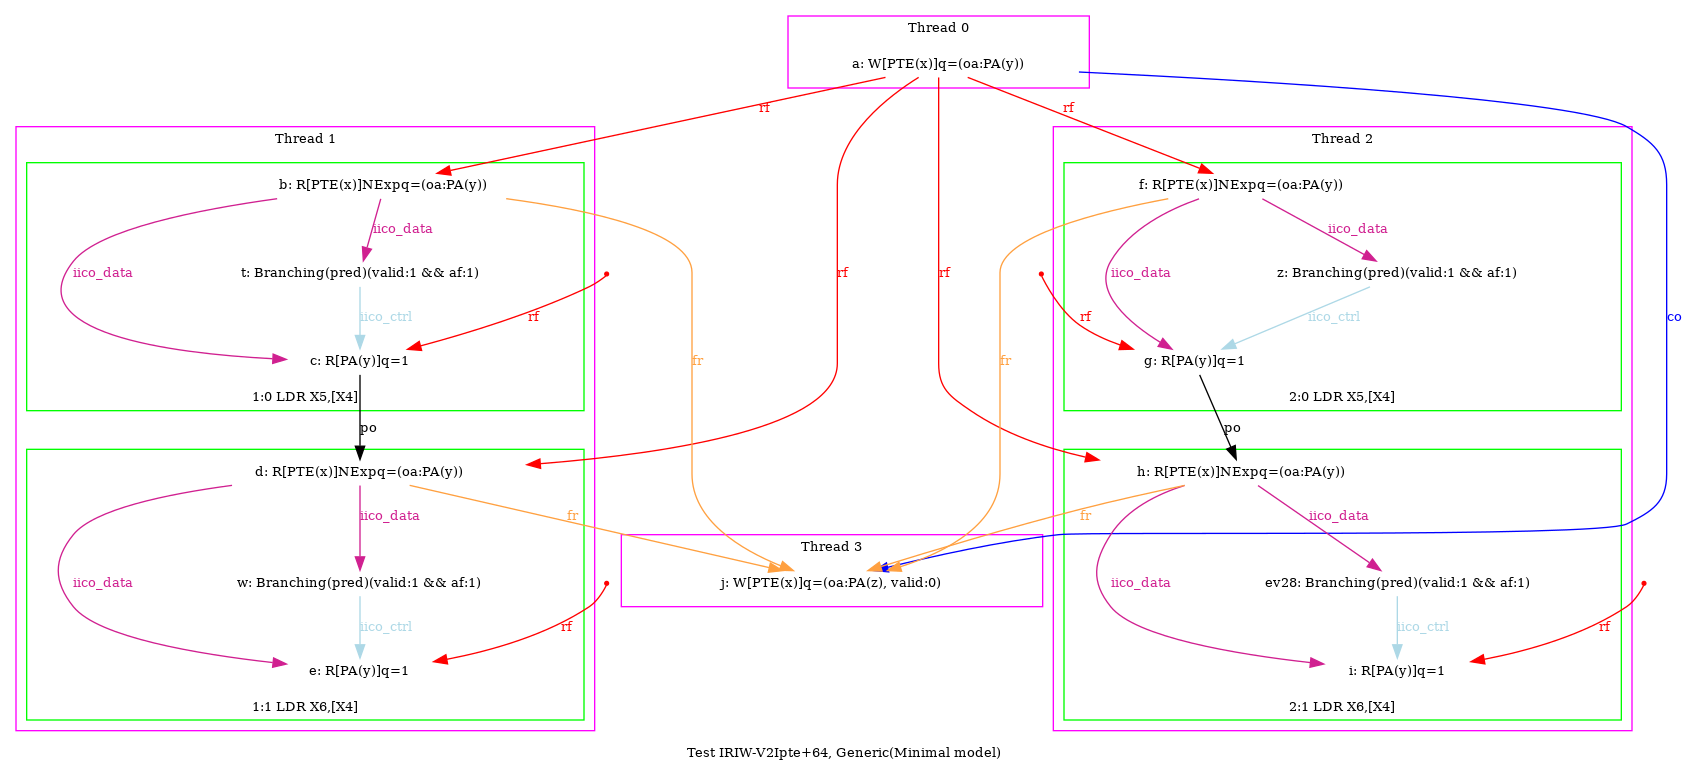 Thread 0
a: W[PTE(x)]q=(oa:PA(y))
rf
rf
Thread 1
Thread 2
b: R[PTE(x)]NExpq=(oa:PA(y))
f: R[PTE(x)]NExpq=(oa:PA(y))
iico_data
iico_data
iico_data
t: Branching(pred)(valid:1 && af:1)
rf
rf
iico_data
z: Branching(pred)(valid:1 && af:1)
iico_ctrl
rf
rf
iico_ctrl
co
c: R[PA(y)]q=1
fr
fr
g: R[PA(y)]q=1
1:0 LDR X5,[X4]
2:0 LDR X5,[X4]
po
po
d: R[PTE(x)]NExpq=(oa:PA(y))
h: R[PTE(x)]NExpq=(oa:PA(y))
iico_data
fr
fr
iico_data
Thread 3
iico_data
w: Branching(pred)(valid:1 && af:1)
j: W[PTE(x)]q=(oa:PA(z), valid:0)
iico_data
ev28: Branching(pred)(valid:1 && af:1)
iico_ctrl
rf
iico_ctrl
rf
e: R[PA(y)]q=1
i: R[PA(y)]q=1
1:1 LDR X6,[X4]
2:1 LDR X6,[X4]
Test IRIW-V2Ipte+64, Generic(Minimal model)